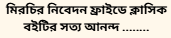 মিরচির নিবেদন ফ্রাইডে ক্লাসিক
বইটির সত্য আনন্দ ........